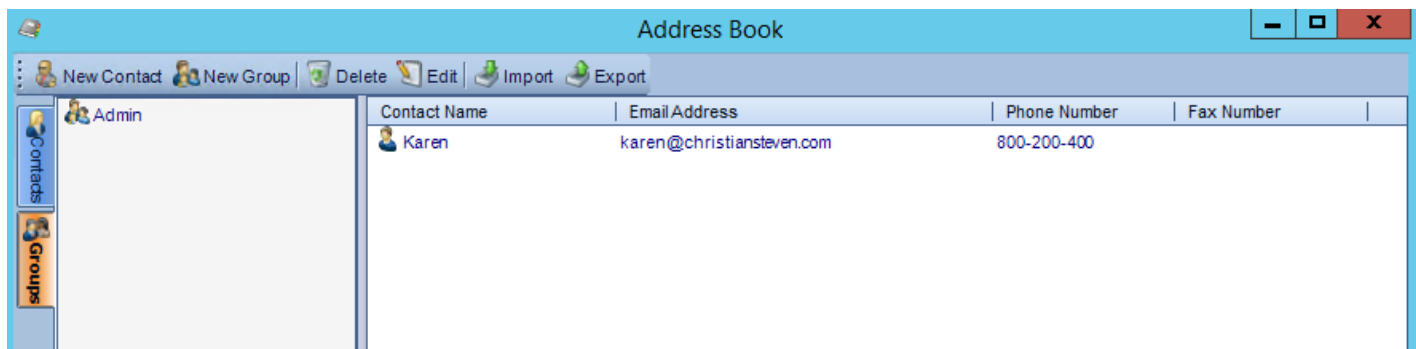 Address Book
New Contact New Group Delete Edit Import Export
Contacts
Groups
Admin
Contact Name Email Address Phone Number Fax Number
Karen karen@christiansteven.com 800-200-400